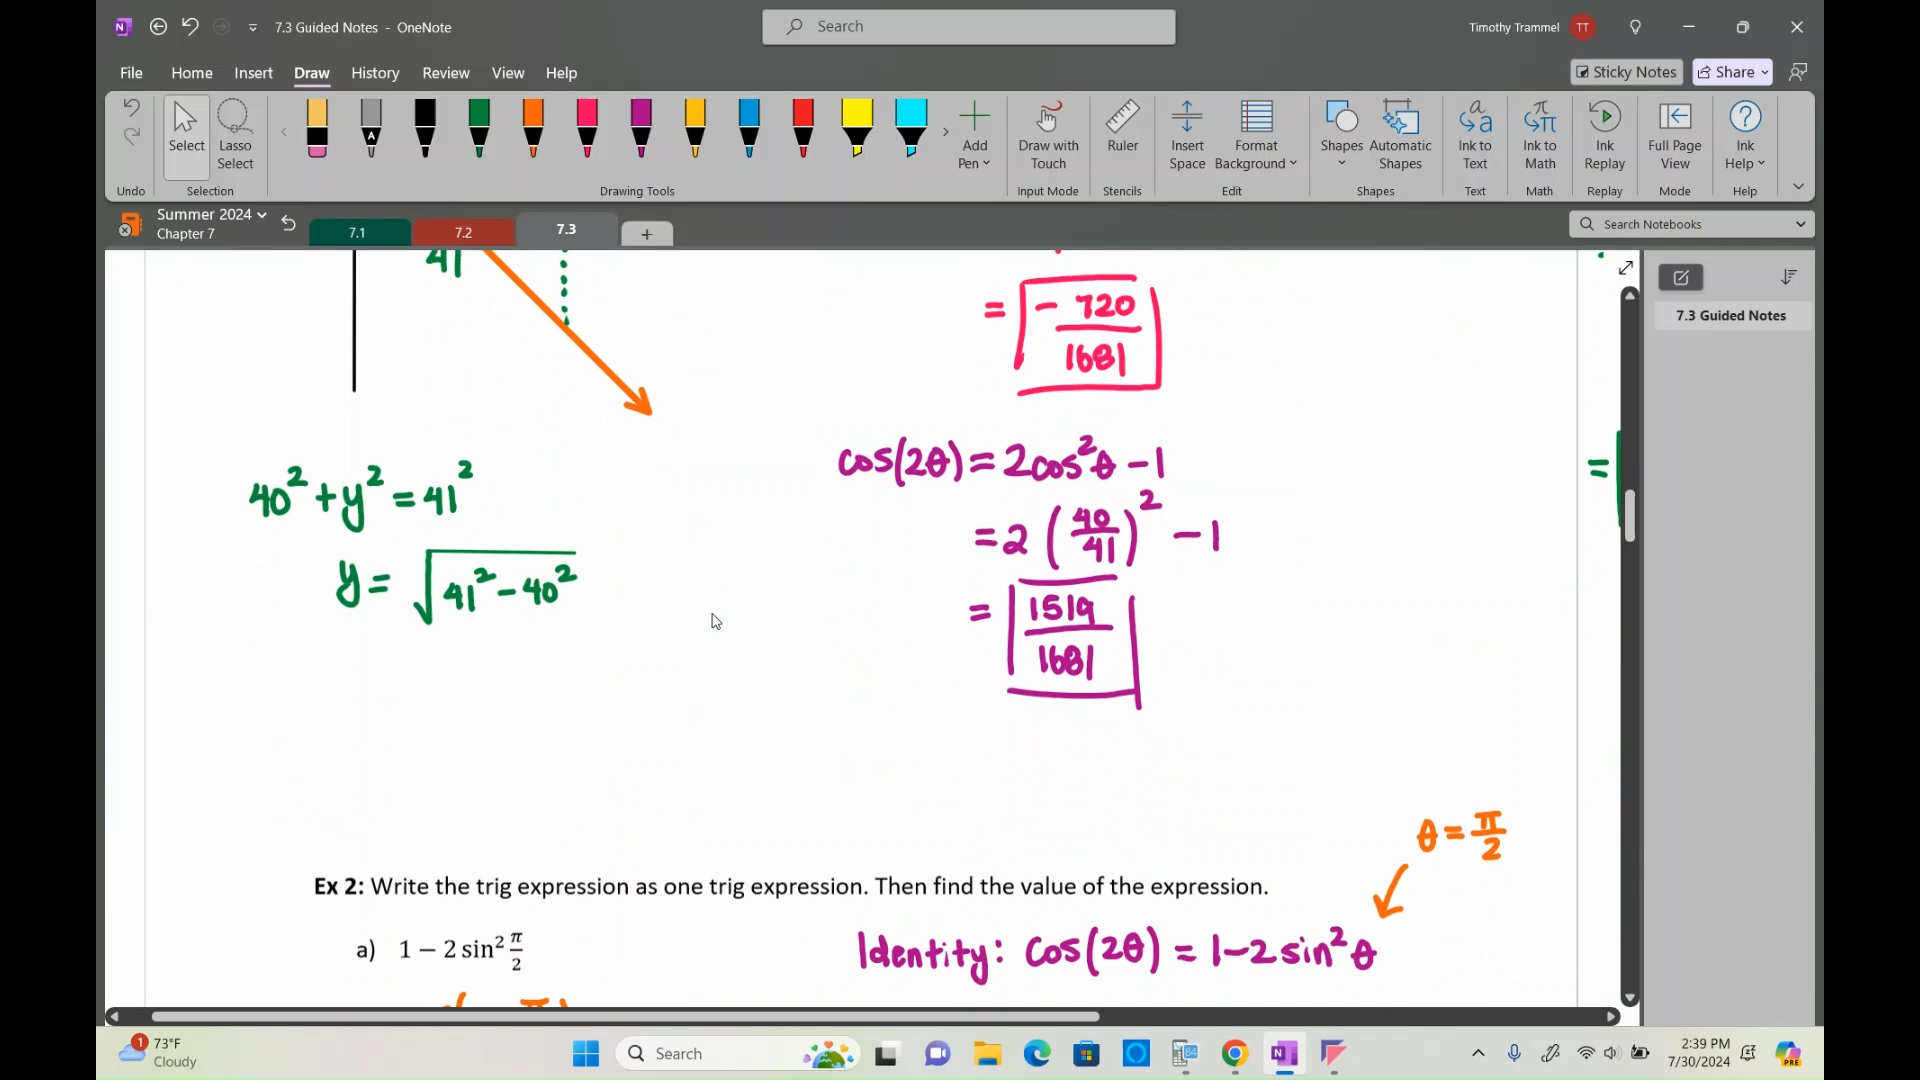 7.3 Guided Notes - OneNote
Search
Timothy Trammel
TT
File Home Insert Draw History Review View Help
Sticky Notes
Share
Undo
Select
Lasso Select
Selection
A
Drawing Tools
Add Pen
Draw with Touch
Input Mode
Ruler
Stencils
Insert Space
Format Background
Edit
Shapes
Automatic Shapes
Shapes
Ink to Text
Text
Ink to Math
Math
Ink Replay
Replay
Full Page View
Mode
Ink Help
Help
Summer 2024
Chapter 7
7.1
7.2
7.3
+
Search Notebooks
7.3 Guided Notes
41
= - 720/1681
40² + y² = 41²
y = √(41² - 40²)
cos(2θ) = 2cos²θ - 1
= 2 (40/41)² - 1
= 1519/1681
=
θ = π/2
Ex 2: Write the trig expression as one trig expression. Then find the value of the expression.
a) 1 − 2 sin² π/2
Identity: cos(2θ) = 1-2 sin²θ
1
73°F
Cloudy
Search
2:39 PM
7/30/2024
PRE